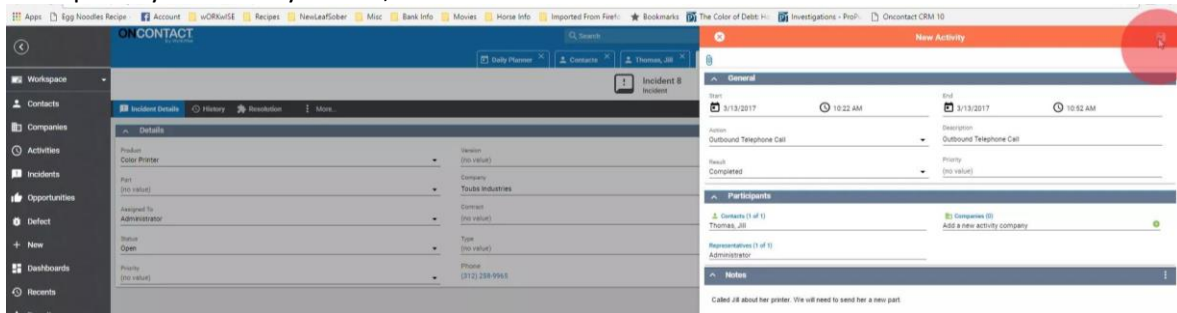 Apps Egg Noodles Recipe Account wORKwISE Recipes NewLeafSober Misc Bank Info Movies Horse Info Imported From Firef Bookmarks The Color of Debt: Ho Investigations - ProP Oncontact CRM 10
ONCONTACT
Search
Daily Planner Contacts Thomas, Jill
Workspace
Contacts
Companies
Activities
Incidents
Opportunities
Defect
New
Dashboards
Recents
Incident 8
Incident
Incident Details History Resolution More...
Details
Product
Color Printer
Version
(no value)
Part
(no value)
Company
Toubs Industries
Assigned To
Administrator
Contract
(no value)
Status
Open
Type
(no value)
Priority
(no value)
Phone
(312) 258-9965
New Activity
General
Start
3/13/2017 10:22 AM
End
3/13/2017 10:52 AM
Action
Outbound Telephone Call
Description
Outbound Telephone Call
Result
Completed
Priority
(no value)
Participants
Contacts (1 of 1)
Thomas, Jill
Companies (0)
Add a new activity company
Representatives (1 of 1)
Administrator
Notes
Called Jill about her printer. We will need to send her a new part.